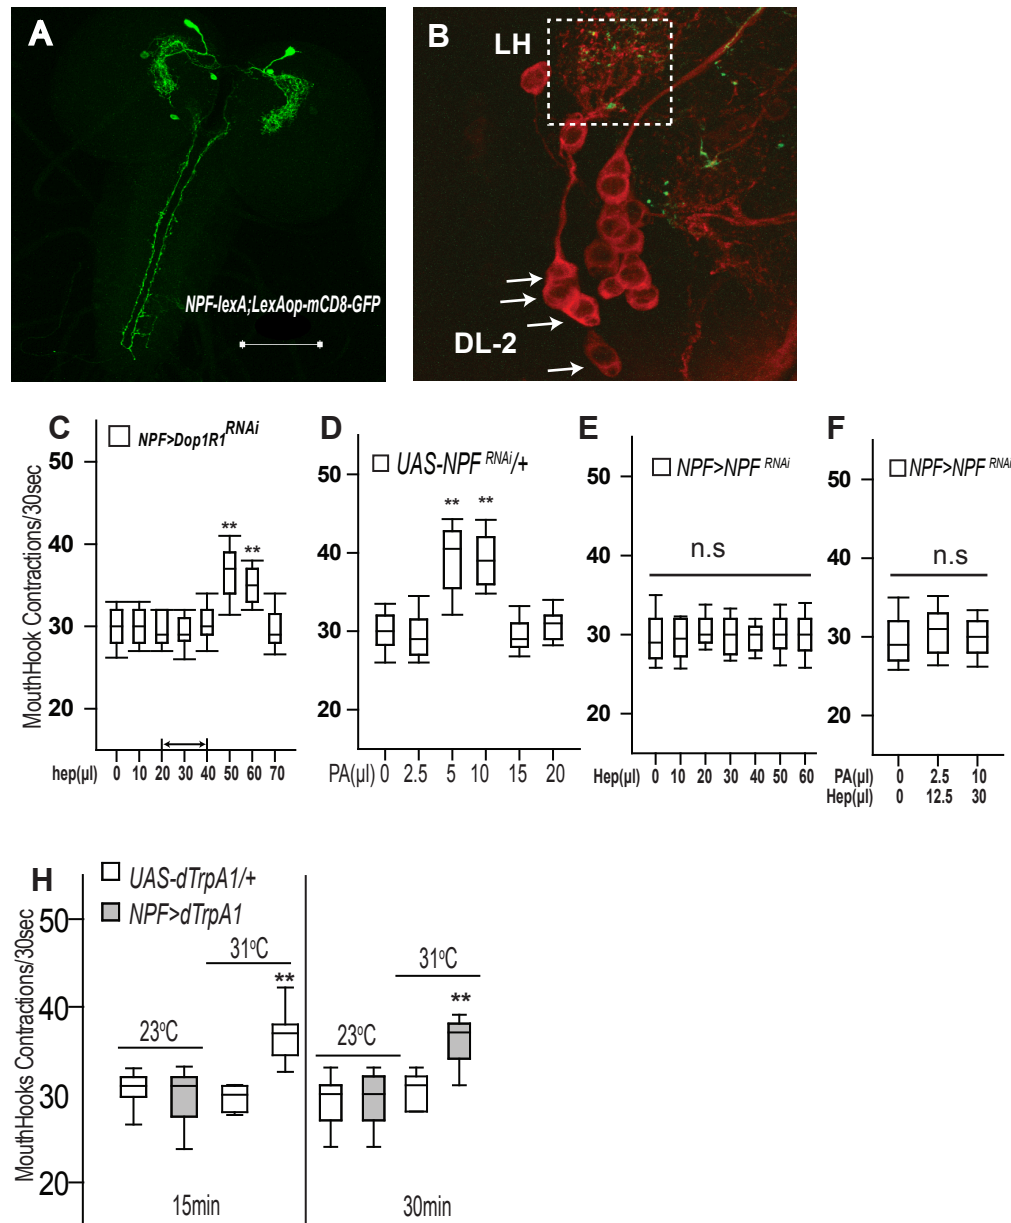 A
NPF-lexA;LexAop-mCD8-GFP
B
LH
DL-2
C
NPF>Dop1R1RNAi
MouthHook Contractions/30sec
50
40
30
20
**
**
hep(µl) 0 10 20 30 40 50 60 70
D
UAS-NPF RNAi/+
50
40
30
20
**
**
PA(µl) 0 2.5 5 10 15 20
E
NPF>NPF RNAi
50
40
30
20
n.s
Hep(µl) 0 10 20 30 40 50 60
F
NPF>NPF RNAi
50
40
30
20
n.s
PA(µl) 0 2.5 10
Hep(µl) 0 12.5 30
H
UAS-dTrpA1/+
NPF>dTrpA1
MouthHooks Contractions/30sec
50
40
30
20
23oC
31oC
**
15min
23oC
31oC
**
30min